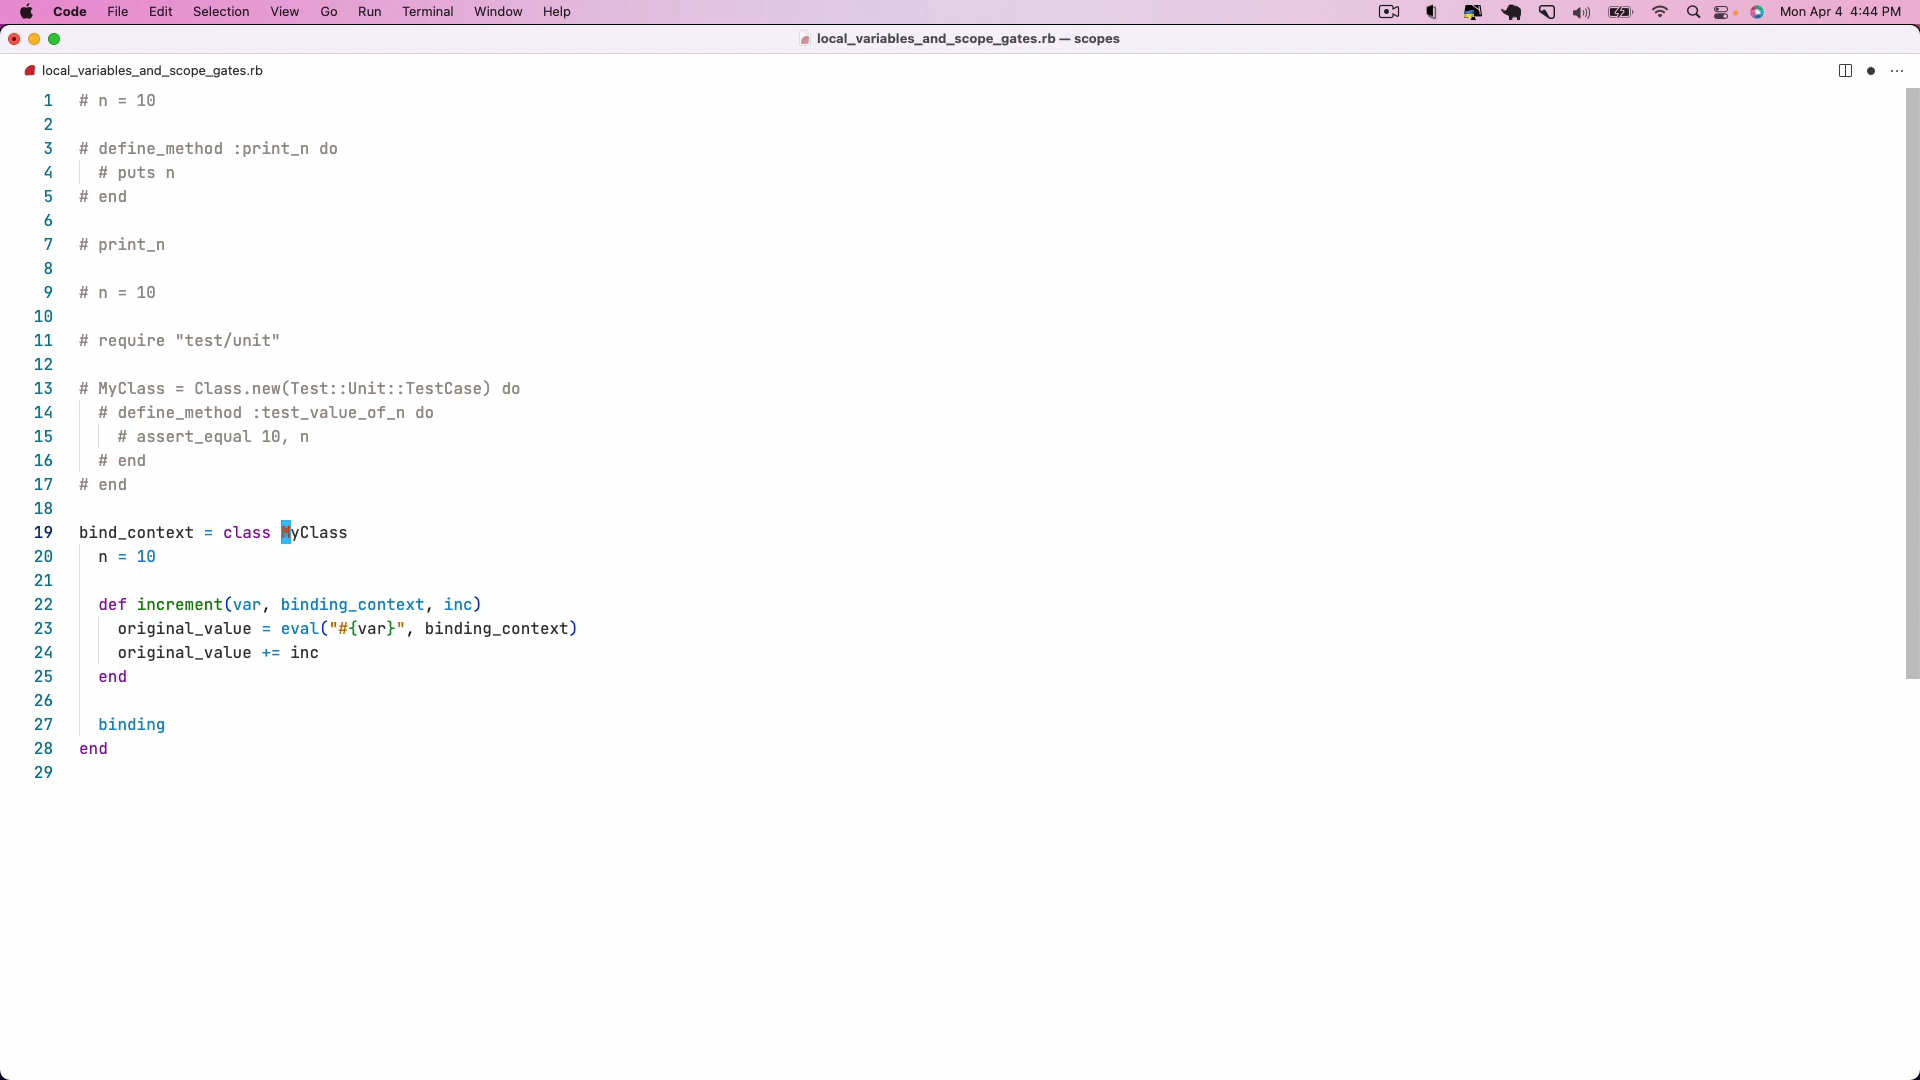 Code File Edit Selection View Go Run Terminal Window Help Mon Apr 4 4:44 PM
local_variables_and_scope_gates.rb — scopes
local_variables_and_scope_gates.rb
1 # n = 10
2
3 # define_method :print_n do
4 # puts n
5 # end
6
7 # print_n
8
9 # n = 10
10
11 # require "test/unit"
12
13 # MyClass = Class.new(Test::Unit::TestCase) do
14 # define_method :test_value_of_n do
15 # assert_equal 10, n
16 # end
17 # end
18
19 bind_context = class MyClass
20 n = 10
21
22 def increment(var, binding_context, inc)
23 original_value = eval("#{var}", binding_context)
24 original_value += inc
25 end
26
27 binding
28 end
29